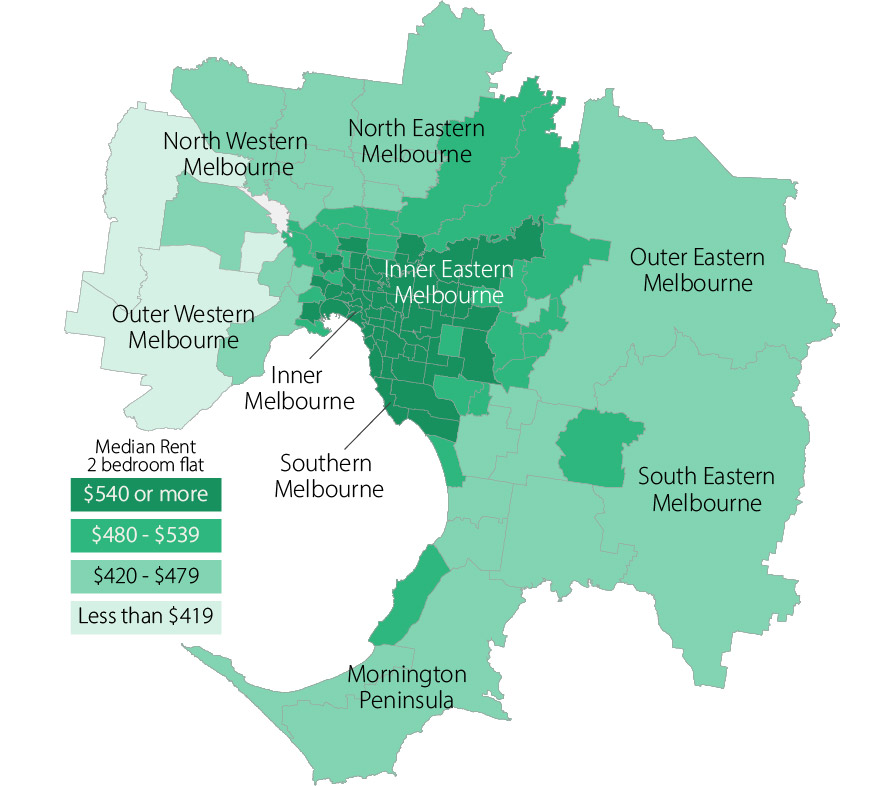 North Western
Melbourne
North Eastern
Melbourne
Inner Eastern
Melbourne
Outer Eastern
Melbourne
Outer Western
Melbourne
Inner
Melbourne
Southern
Melbourne
South Eastern
Melbourne
Mornington
Peninsula
Median Rent
2 bedroom flat
$540 or more
$480 - $539
$420 - $479
Less than $419